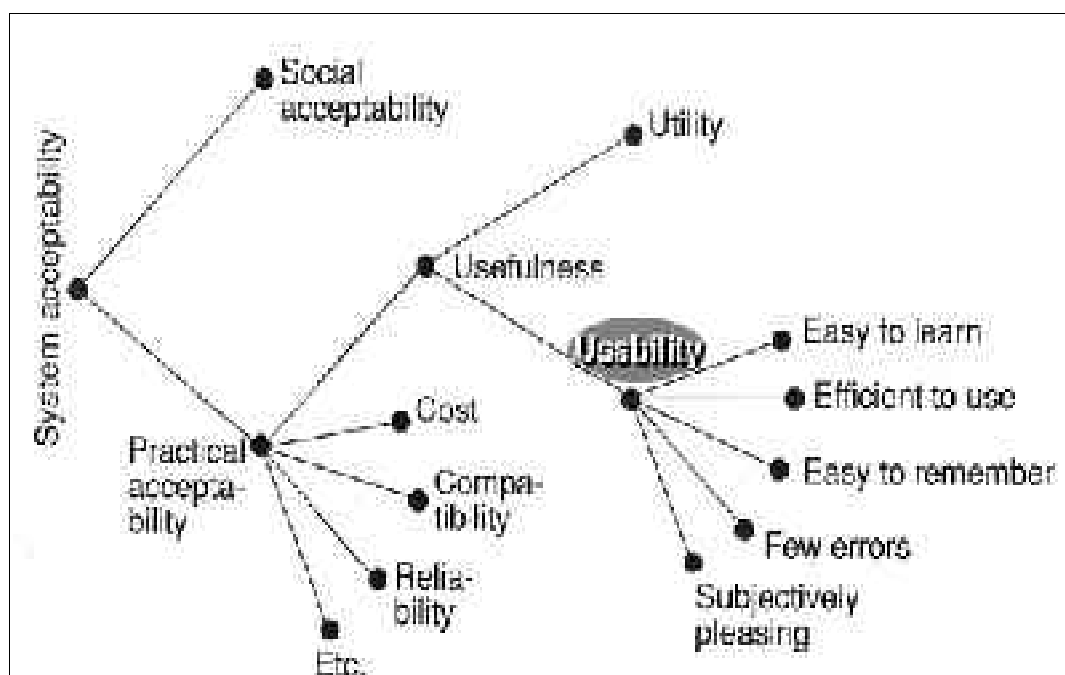 System acceptability
Social
acceptability
Utility
Usefulness
Usability
Easy to learn
Efficient to use
Easy to remember
Few errors
Subjectively
pleasing
Practical
accepta-
bility
Cost
Compa-
tibility
Relia-
bility
Etc.